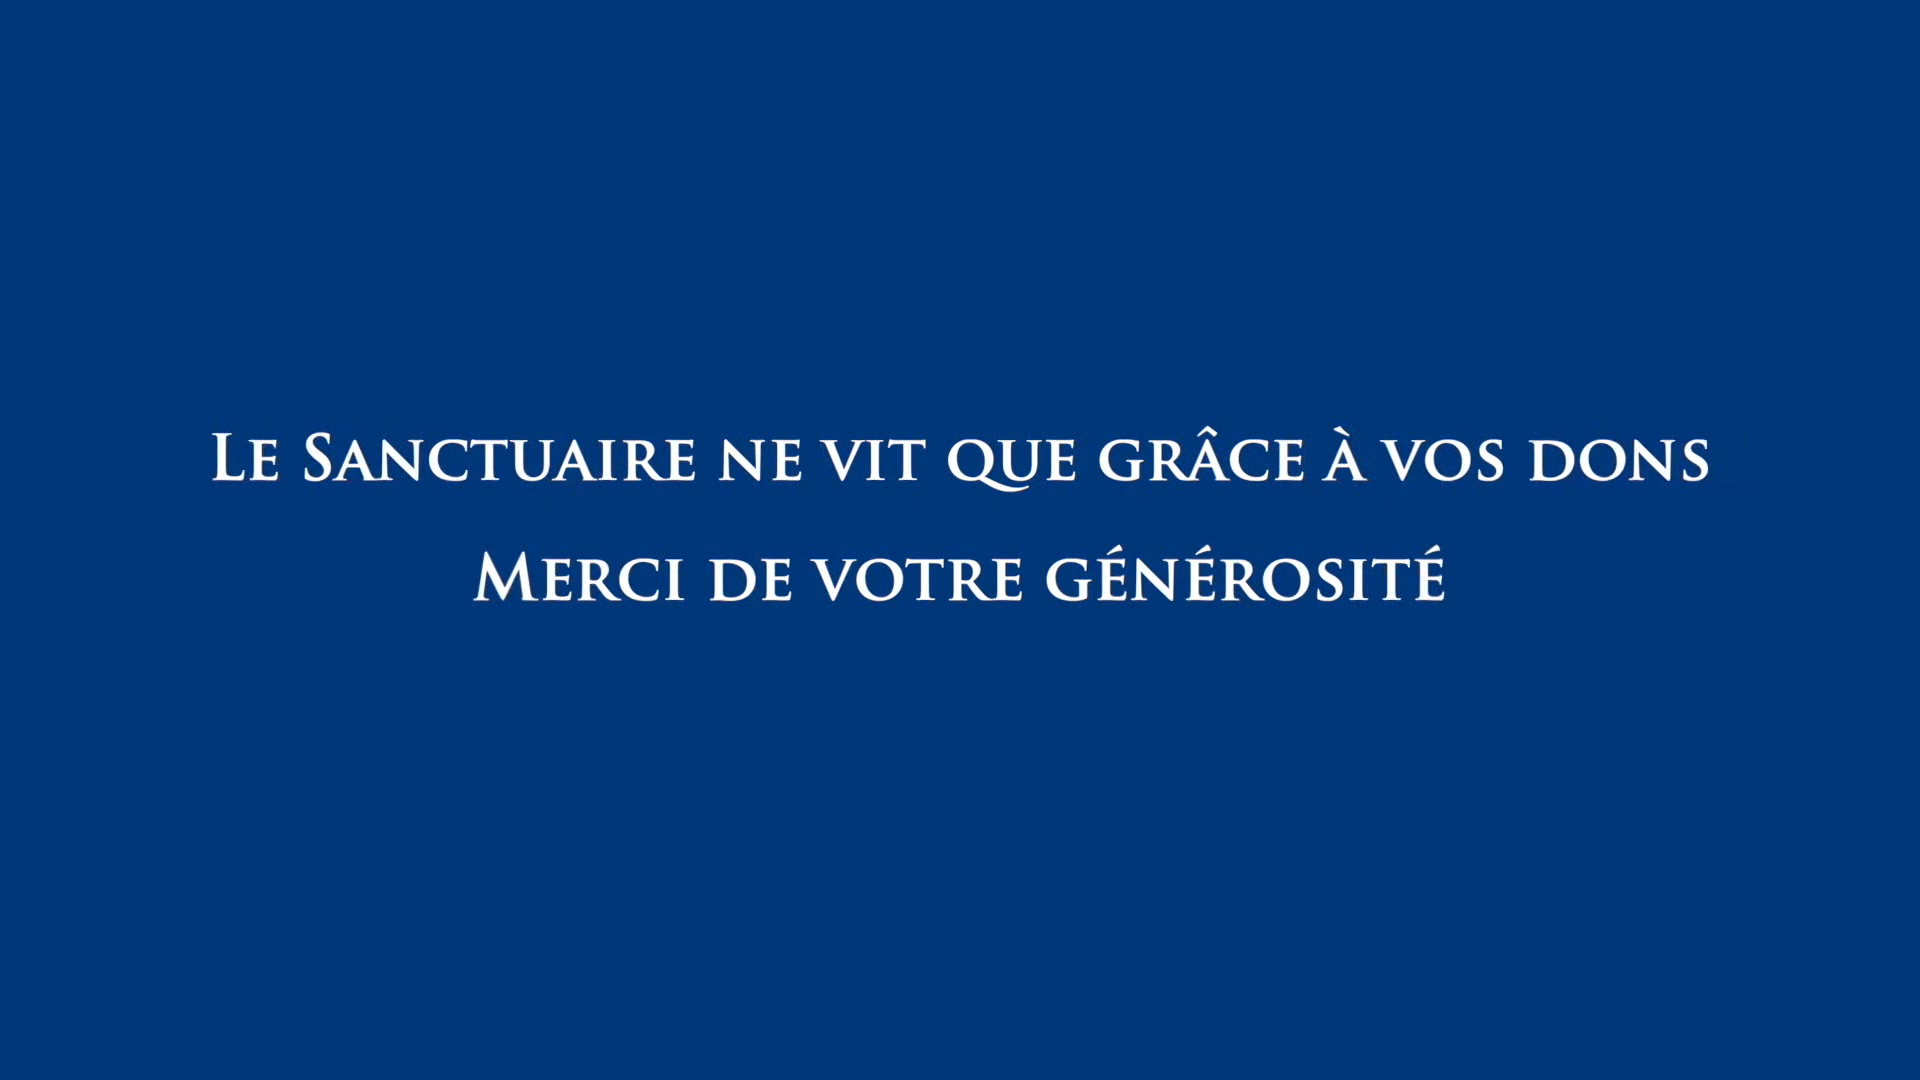 Le Sanctuaire ne vit que grâce à vos dons
Merci de votre générosité